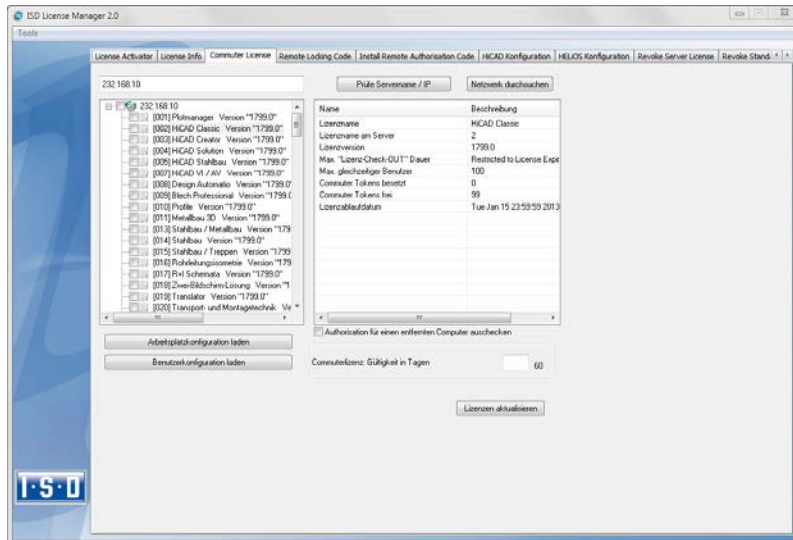 ISD License Manager 2.0
Tools
License Activator License Info Commuter License Remote Locking Code Install Remote Authorisation Code HiCAD Konfiguration HELiOS Konfiguration Revoke Server License Revoke Stand
232.168.10 Prüfe Servername / IP Netzwerk durchsuchen
232.168.10
[001] Plotmanager Version "1799.0"
[002] HiCAD Classic Version "1799.0"
[003] HiCAD Creator Version "1799.0"
[004] HiCAD Solution Version "1799.0"
[005] HiCAD Stahlbau Version "1799.0"
[007] HiCAD VI / AV Version "1799.0"
[008] Design Automatio Version "1799.0"
[009] Blech Professional Version "1799.(
[010] Profile Version "1799.0"
[011] Metallbau 3D Version "1799.0"
[013] Stahlbau / Metallbau Version "179
[014] Stahlbau Version "1799.0"
[015] Stahlbau / Treppen Version "1799
[016] Rohrleitungsisometrie Version "179
[017] R+I Schemata Version "1799.0"
[018] Zwei-Bildschirm-Lösung Version "1
[019] Translator Version "1799.0"
[020] Transport- und Montagetechnik Ve
Name Beschreibung
Lizenzname HiCAD Classic
Lizenzname am Server 2
Lizenzversion 1799.0
Max. "Lizenz-Check-OUT" Dauer Restricted to License Expir
Max. gleichzeitiger Benutzer 100
Commuter Tokens besetzt 0
Commuter Tokens frei 99
Lizenzablaufdatum Tue Jan 15 23:59:59 2013
Authorisation für einen entfernten Computer auschecken
Arbeitsplatzkonfiguration laden
Benutzerkonfiguration laden
Commuterlizenz: Gültigkeit in Tagen 60
Lizenzen aktualisieren
I·S·D